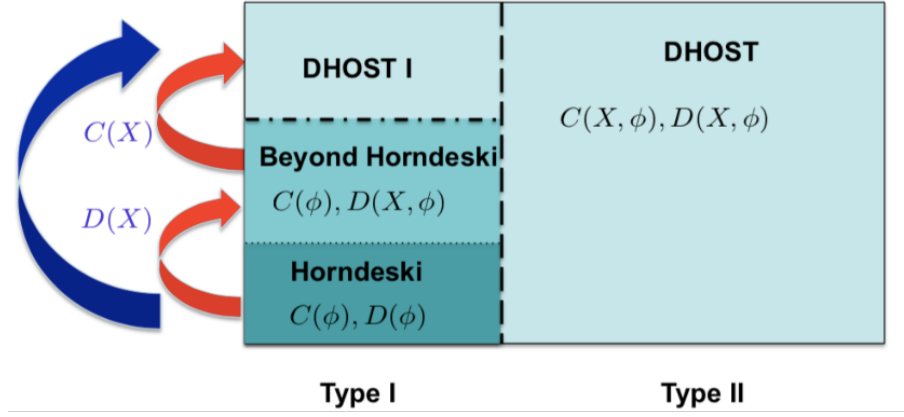 DHOST I
DHOST
C(X, ϕ), D(X, ϕ)
C(X)
Beyond Horndeski
C(ϕ), D(X, ϕ)
D(X)
Horndeski
C(ϕ), D(ϕ)
Type I
Type II